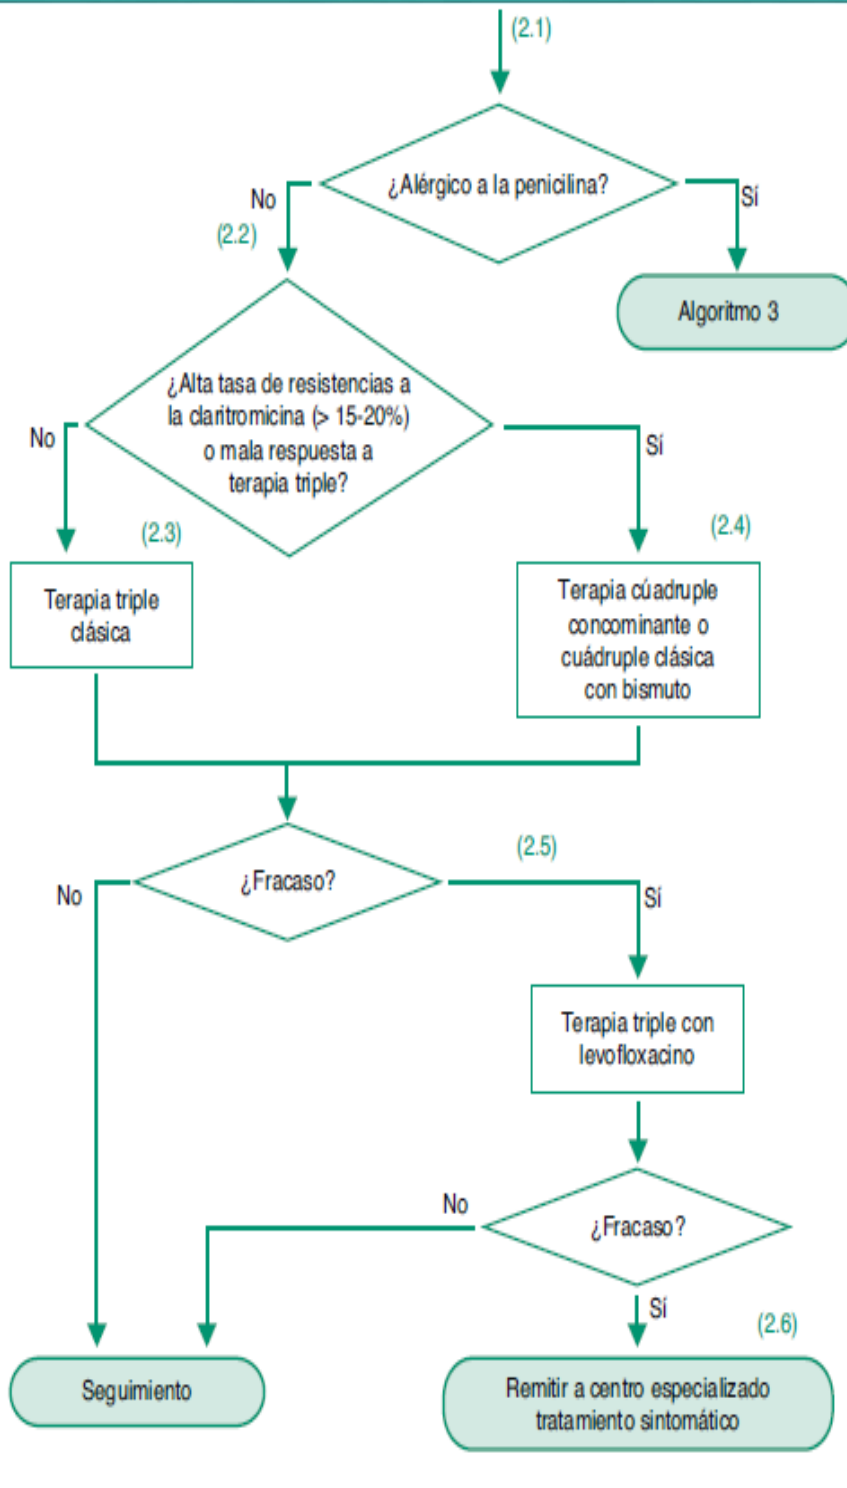 (2.1)
¿Alérgico a la penicilina?
No
Sí
(2.2)
Algoritmo 3
¿Alta tasa de resistencias a
la claritromicina (> 15-20%)
o mala respuesta a
terapia triple?
No
Sí
(2.3)
(2.4)
Terapia triple
clásica
Terapia cúadruple
concominante o
cuádruple clásica
con bismuto
¿Fracaso?
(2.5)
No
Sí
Terapia triple con
levofloxacino
No
¿Fracaso?
Sí
(2.6)
Seguimiento
Remitir a centro especializado
tratamiento sintomático